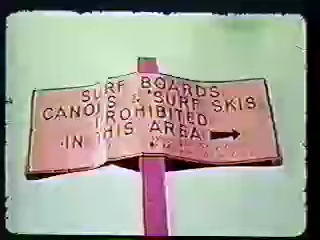 SURF BOARDS
CANOES & SURF SKIS
PROHIBITED
IN THIS AREA